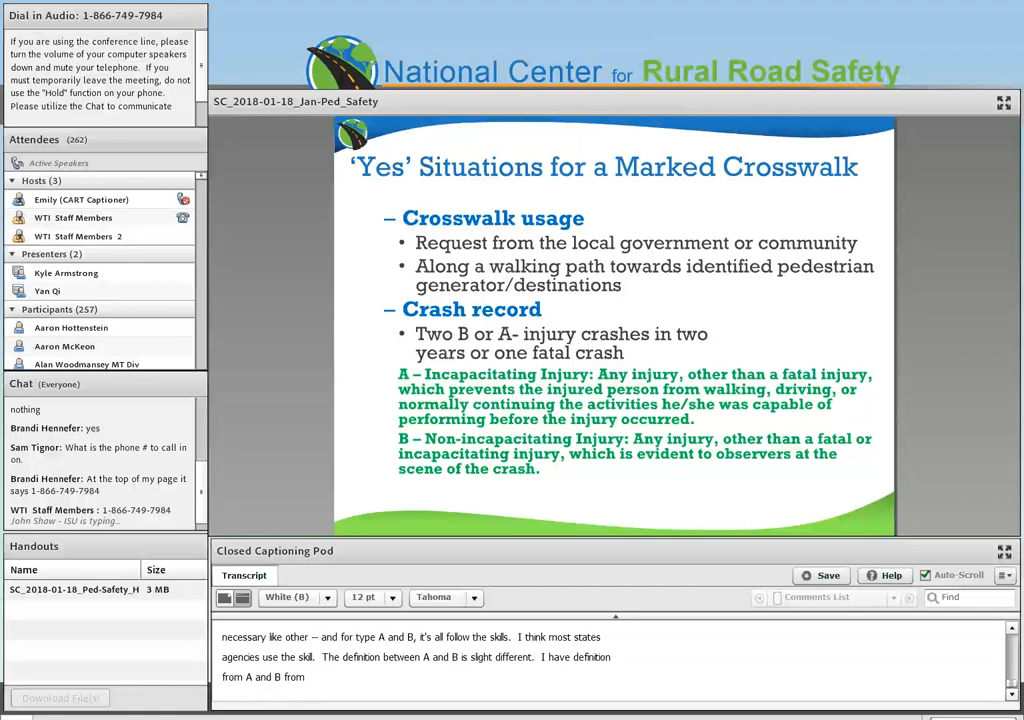 Dial in Audio: 1-866-749-7984
If you are using the conference line, please
turn the volume of your computer speakers
down and mute your telephone. If you
must temporarily leave the meeting, do not
use the "Hold" function on your phone.
Please utilize the Chat to communicate
Attendees (262)
Active Speakers
Hosts (3)
Emily (CART Captioner)
WTI Staff Members
WTI Staff Members 2
Presenters (2)
Kyle Armstrong
Yan Qi
Participants (257)
Aaron Hottenstein
Aaron McKeon
Alan Woodmansey MT Div
Chat (Everyone)
nothing
Brandi Hennefer: yes
Sam Tignor: What is the phone # to call in
on.
Brandi Hennefer: At the top of my page it
says 1-866-749-7984
WTI Staff Members : 1-866-749-7984
John Shaw - ISU is typing...
Handouts
Name Size
SC_2018-01-18_Ped-Safety_H 3 MB
Download File(s)
National Center for Rural Road Safety
SC_2018-01-18_Jan-Ped_Safety
‘Yes’ Situations for a Marked Crosswalk
– Crosswalk usage
• Request from the local government or community
• Along a walking path towards identified pedestrian
generator/destinations
– Crash record
• Two B or A- injury crashes in two
years or one fatal crash
A – Incapacitating Injury: Any injury, other than a fatal injury,
which prevents the injured person from walking, driving, or
normally continuing the activities he/she was capable of
performing before the injury occurred.
B – Non-incapacitating Injury: Any injury, other than a fatal or
incapacitating injury, which is evident to observers at the
scene of the crash.
Closed Captioning Pod
Transcript Save Help Auto-Scroll
White (B) 12 pt Tahoma Comments List Find
necessary like other -- and for type A and B, it's all follow the skills. I think most states
agencies use the skill. The definition between A and B is slight different. I have definition
from A and B from